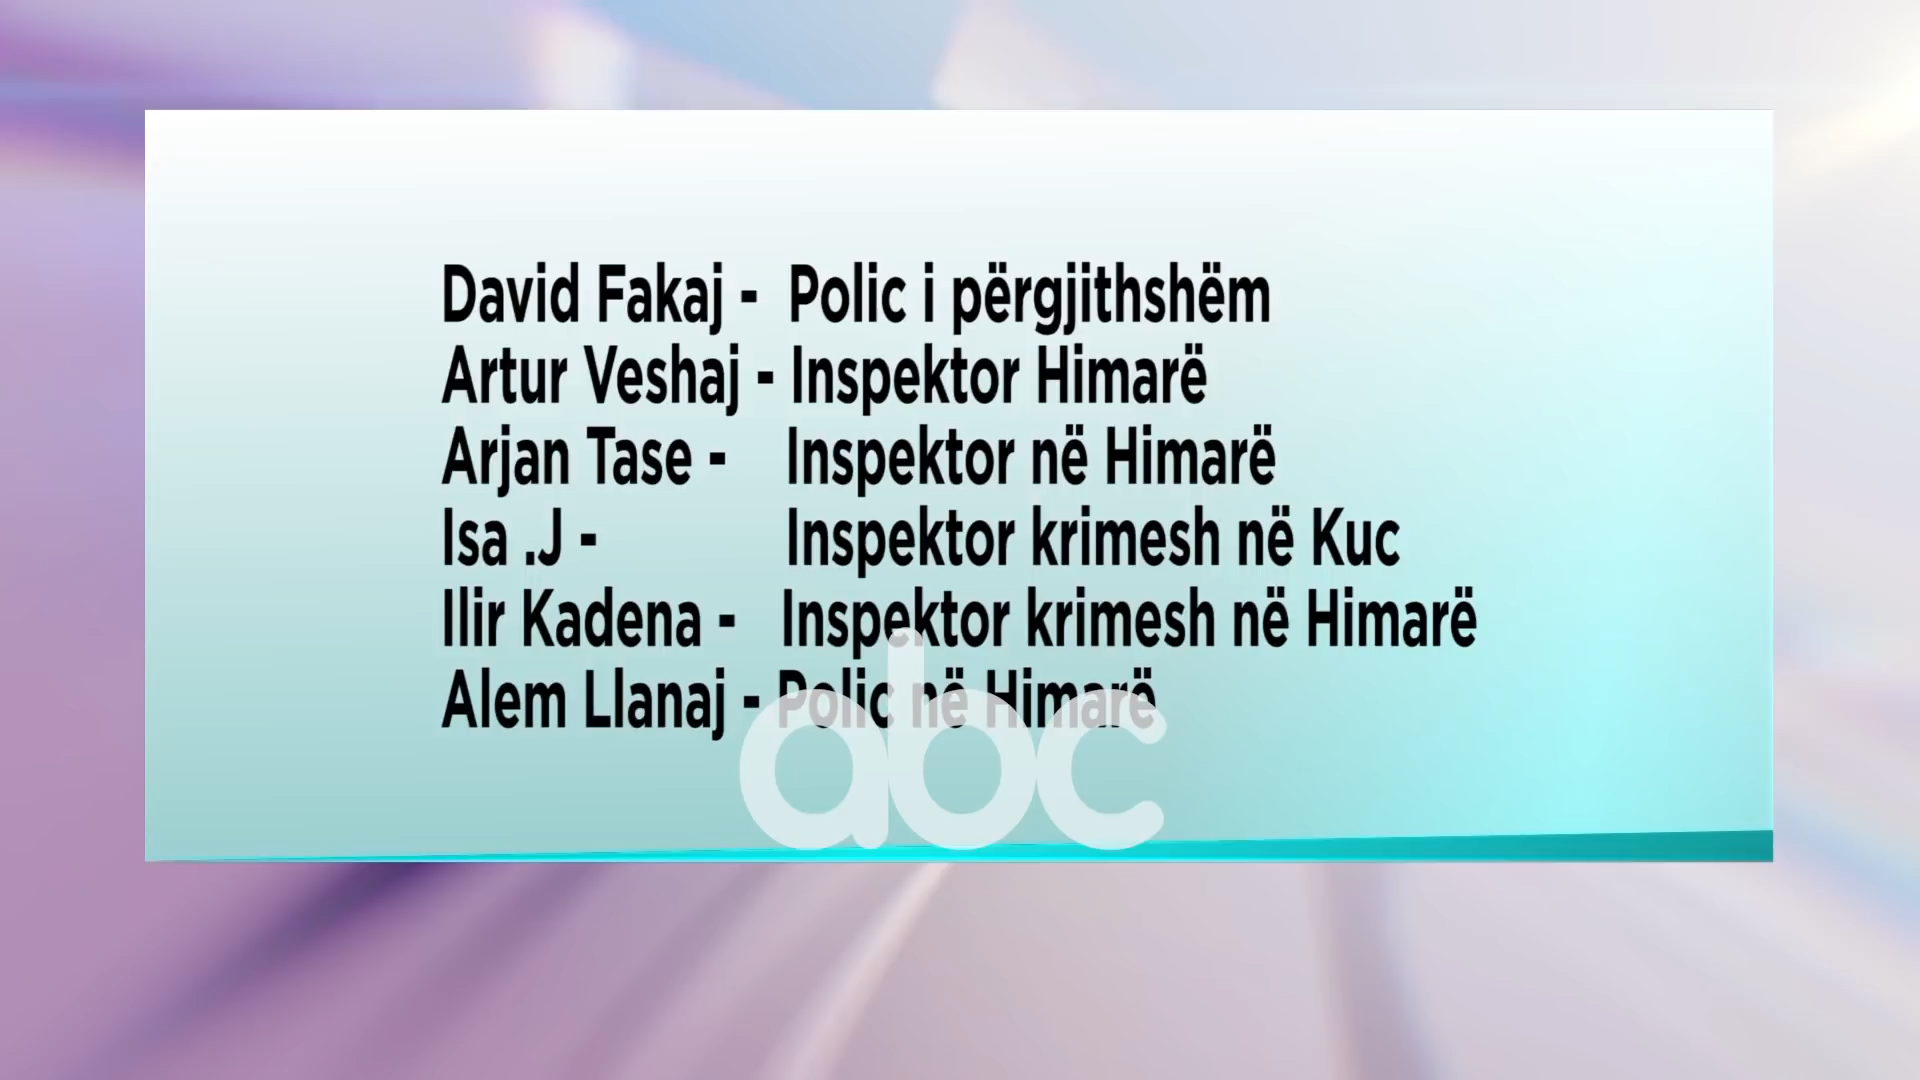 David Fakaj - Polic i përgjithshëm
Artur Veshaj - Inspektor Himarë
Arjan Tase - Inspektor në Himarë
Isa .J - Inspektor krimesh në Kuc
Ilir Kadena - Inspektor krimesh në Himarë
Alem Llanaj - Polic në Himarë
abc